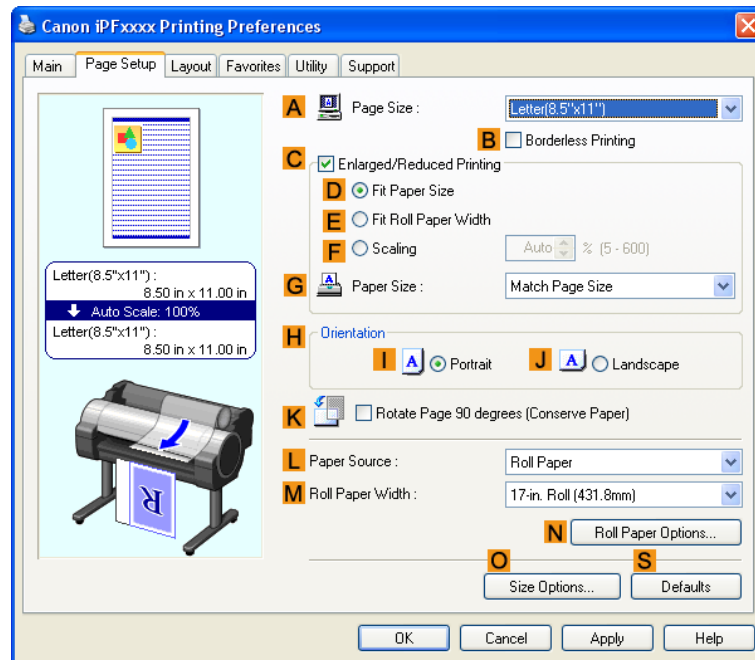 Canon iPFxxxx Printing Preferences
Main Page Setup Layout Favorites Utility Support
A Page Size : Letter(8.5"x11")
B Borderless Printing
C Enlarged/Reduced Printing
D Fit Paper Size
E Fit Roll Paper Width
F Scaling Auto % (5 - 600)
G Paper Size : Match Page Size
Letter(8.5"x11") :
8.50 in x 11.00 in
Auto Scale: 100%
Letter(8.5"x11") :
8.50 in x 11.00 in
H Orientation
I A Portrait J A Landscape
K Rotate Page 90 degrees (Conserve Paper)
L Paper Source : Roll Paper
M Roll Paper Width : 17-in. Roll (431.8mm)
R
N Roll Paper Options...
O S
Size Options... Defaults
OK Cancel Apply Help